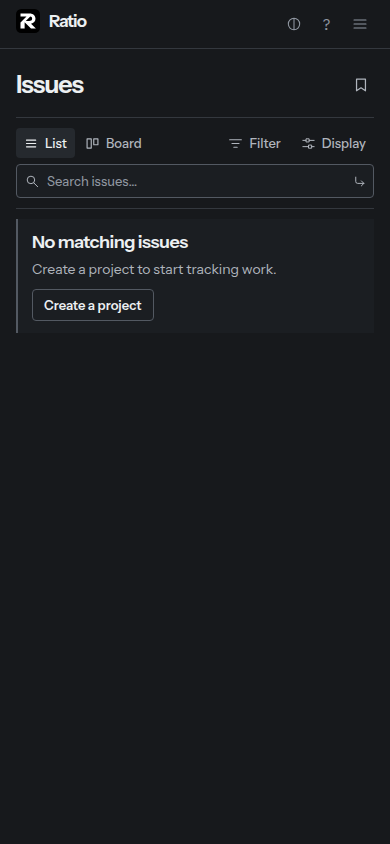 Ratio
?
Issues
List
Board
Filter
Display
Search issues...
No matching issues
Create a project to start tracking work.
Create a project